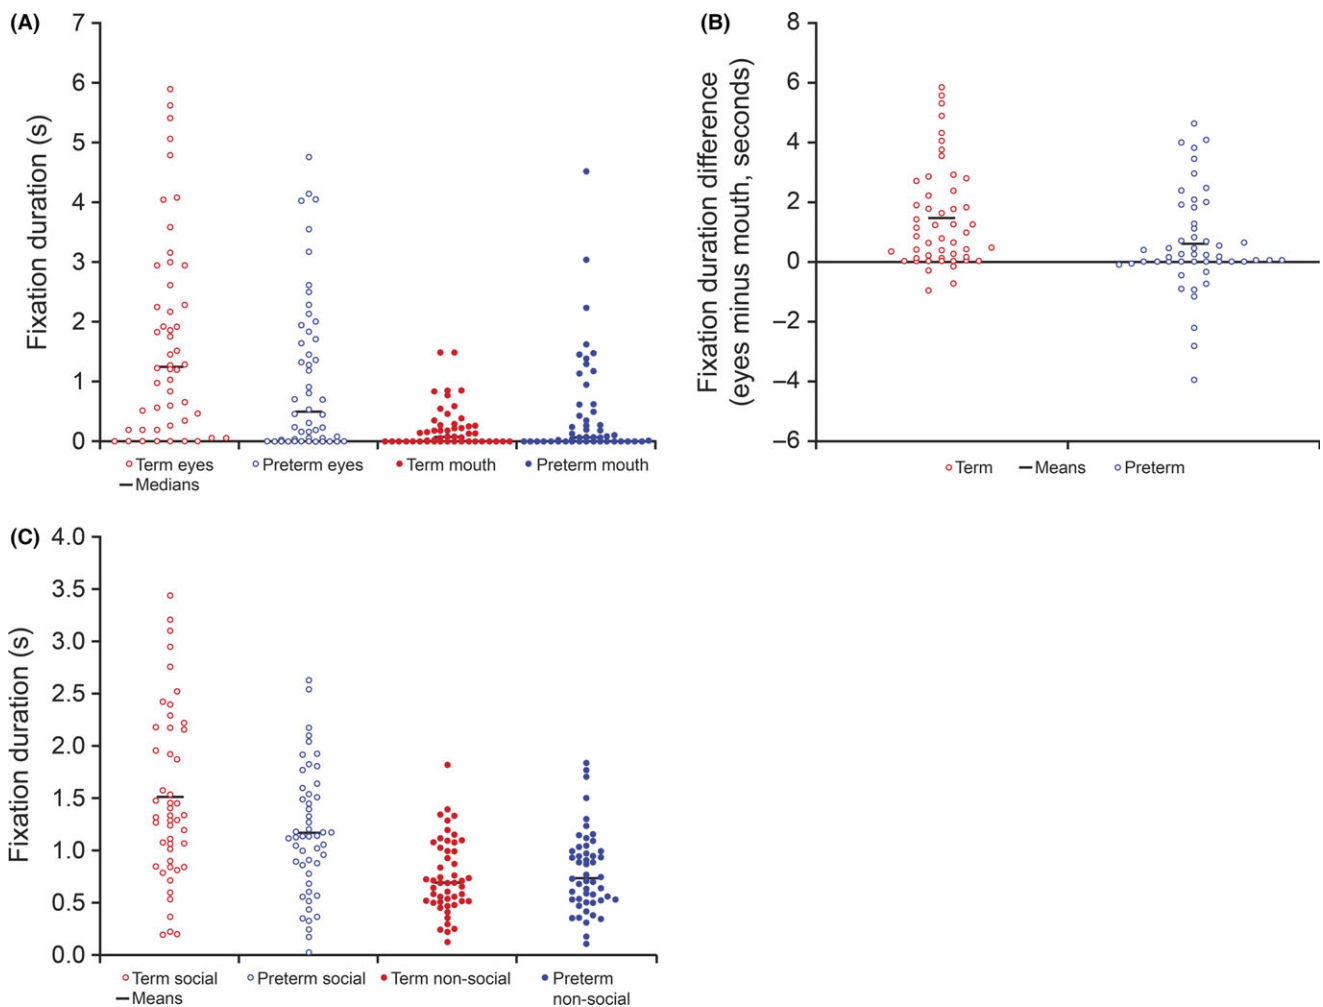 (A)
7
6
5
4
3
2
1
0
Fixation duration (s)
Term eyes Preterm eyes Term mouth Preterm mouth
Medians
(B)
8
6
4
2
0
–2
–4
–6
Fixation duration difference
(eyes minus mouth, seconds)
Term Means Preterm
(C)
4.0
3.5
3.0
2.5
2.0
1.5
1.0
0.5
0.0
Fixation duration (s)
Term social Preterm social Term non-social Preterm
Means non-social